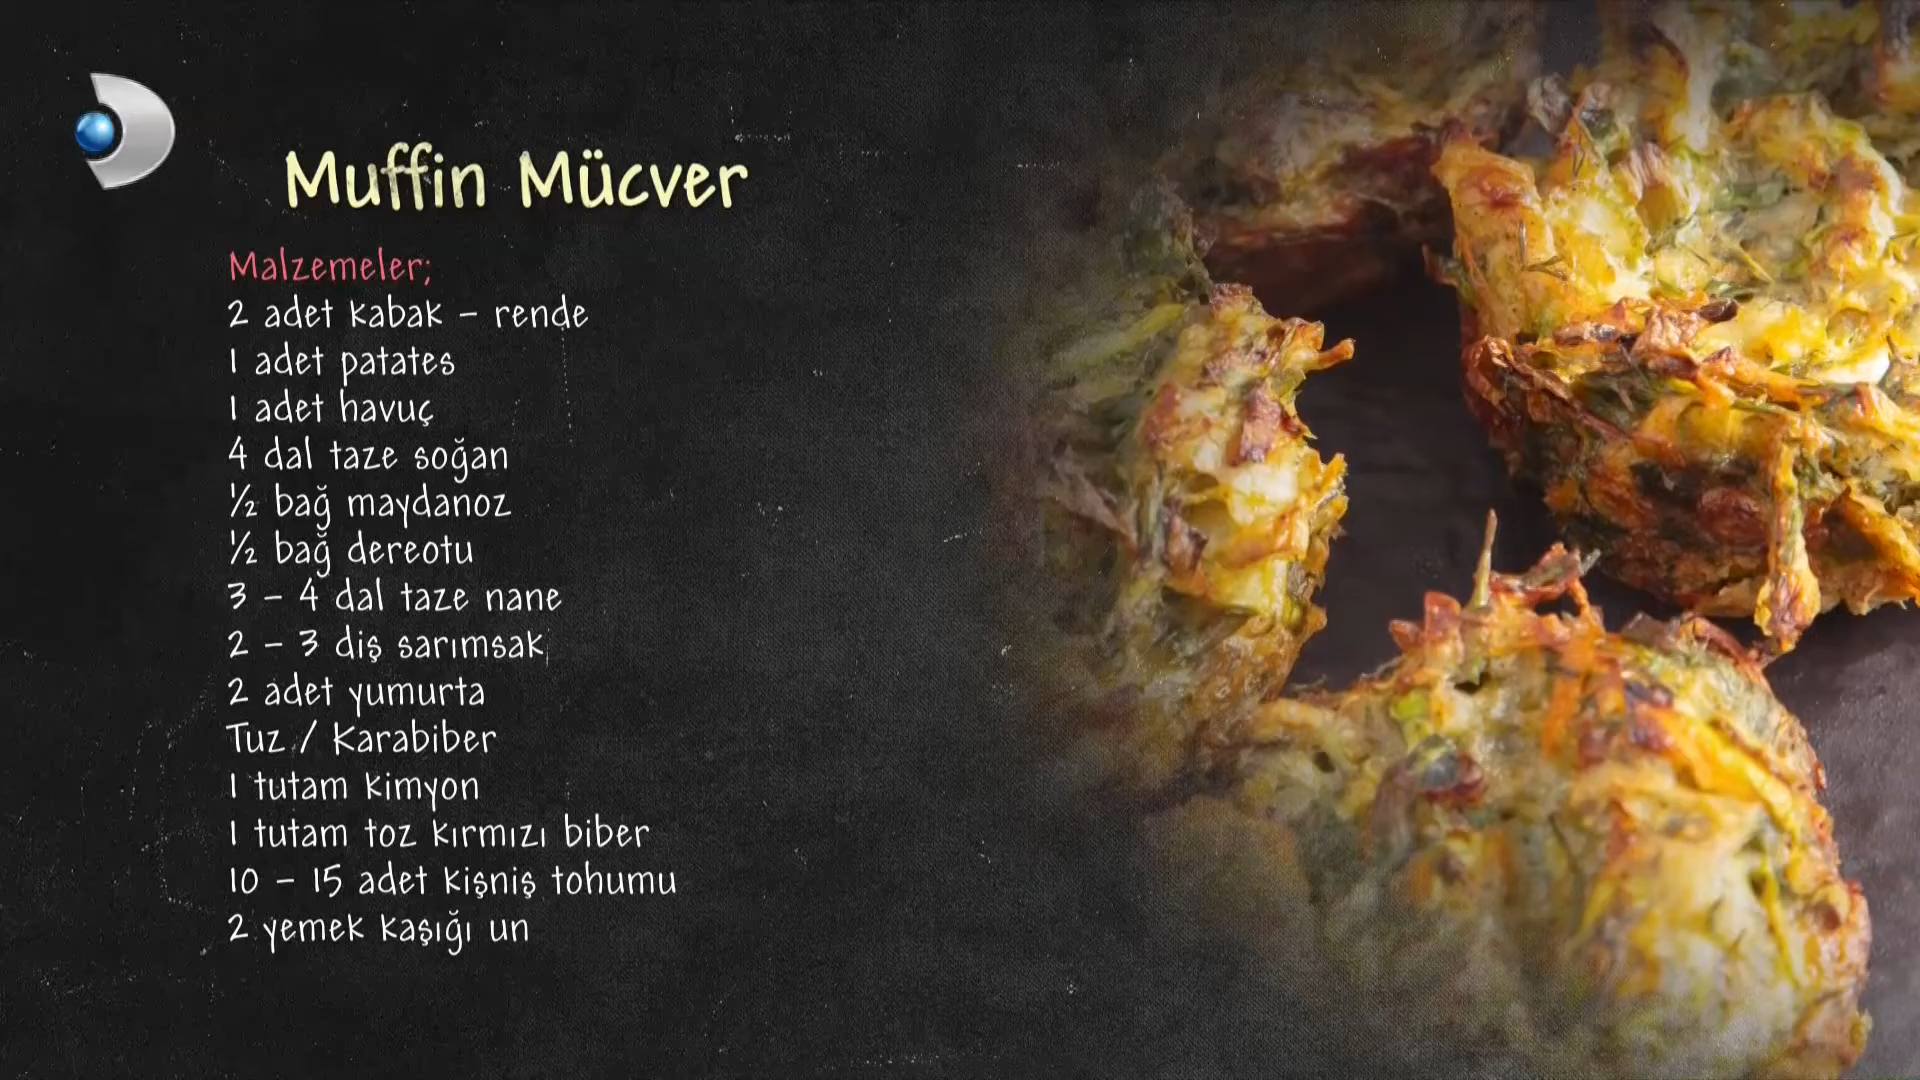 Muffin Mücver
Malzemeler;
2 adet kabak – rende
1 adet patates
1 adet havuç
4 dal taze soğan
½ bağ maydanoz
½ bağ dereotu
3 – 4 dal taze nane
2 – 3 diş sarımsak
2 adet yumurta
Tuz / Karabiber
1 tutam kimyon
1 tutam toz kırmızı biber
10 – 15 adet kişniş tohumu
2 yemek kaşığı un